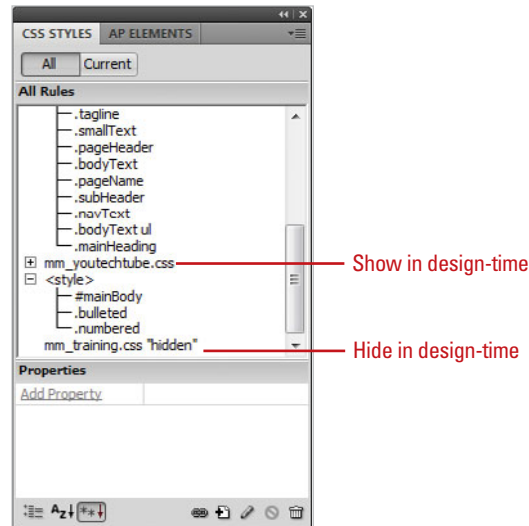 CSS STYLES AP ELEMENTS
All Current
All Rules
.tagline
.smallText
.pageHeader
.bodyText
.pageName
.subHeader
.navText
.bodyText ul
.mainHeading
mm_youtechtube.css
Show in design-time
<style>
#mainBody
.bulleted
.numbered
mm_training.css "hidden"
Hide in design-time
Properties
Add Property